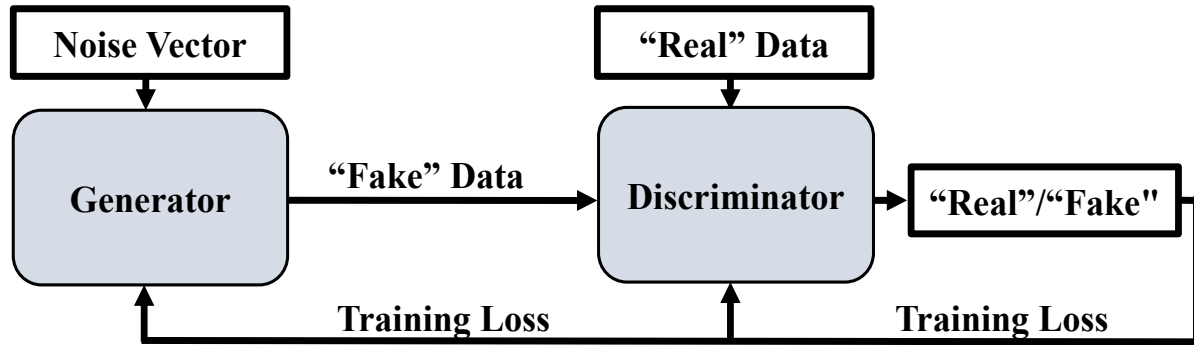 Noise Vector
“Real” Data
Generator
“Fake” Data
Discriminator
“Real”/“Fake"
Training Loss
Training Loss